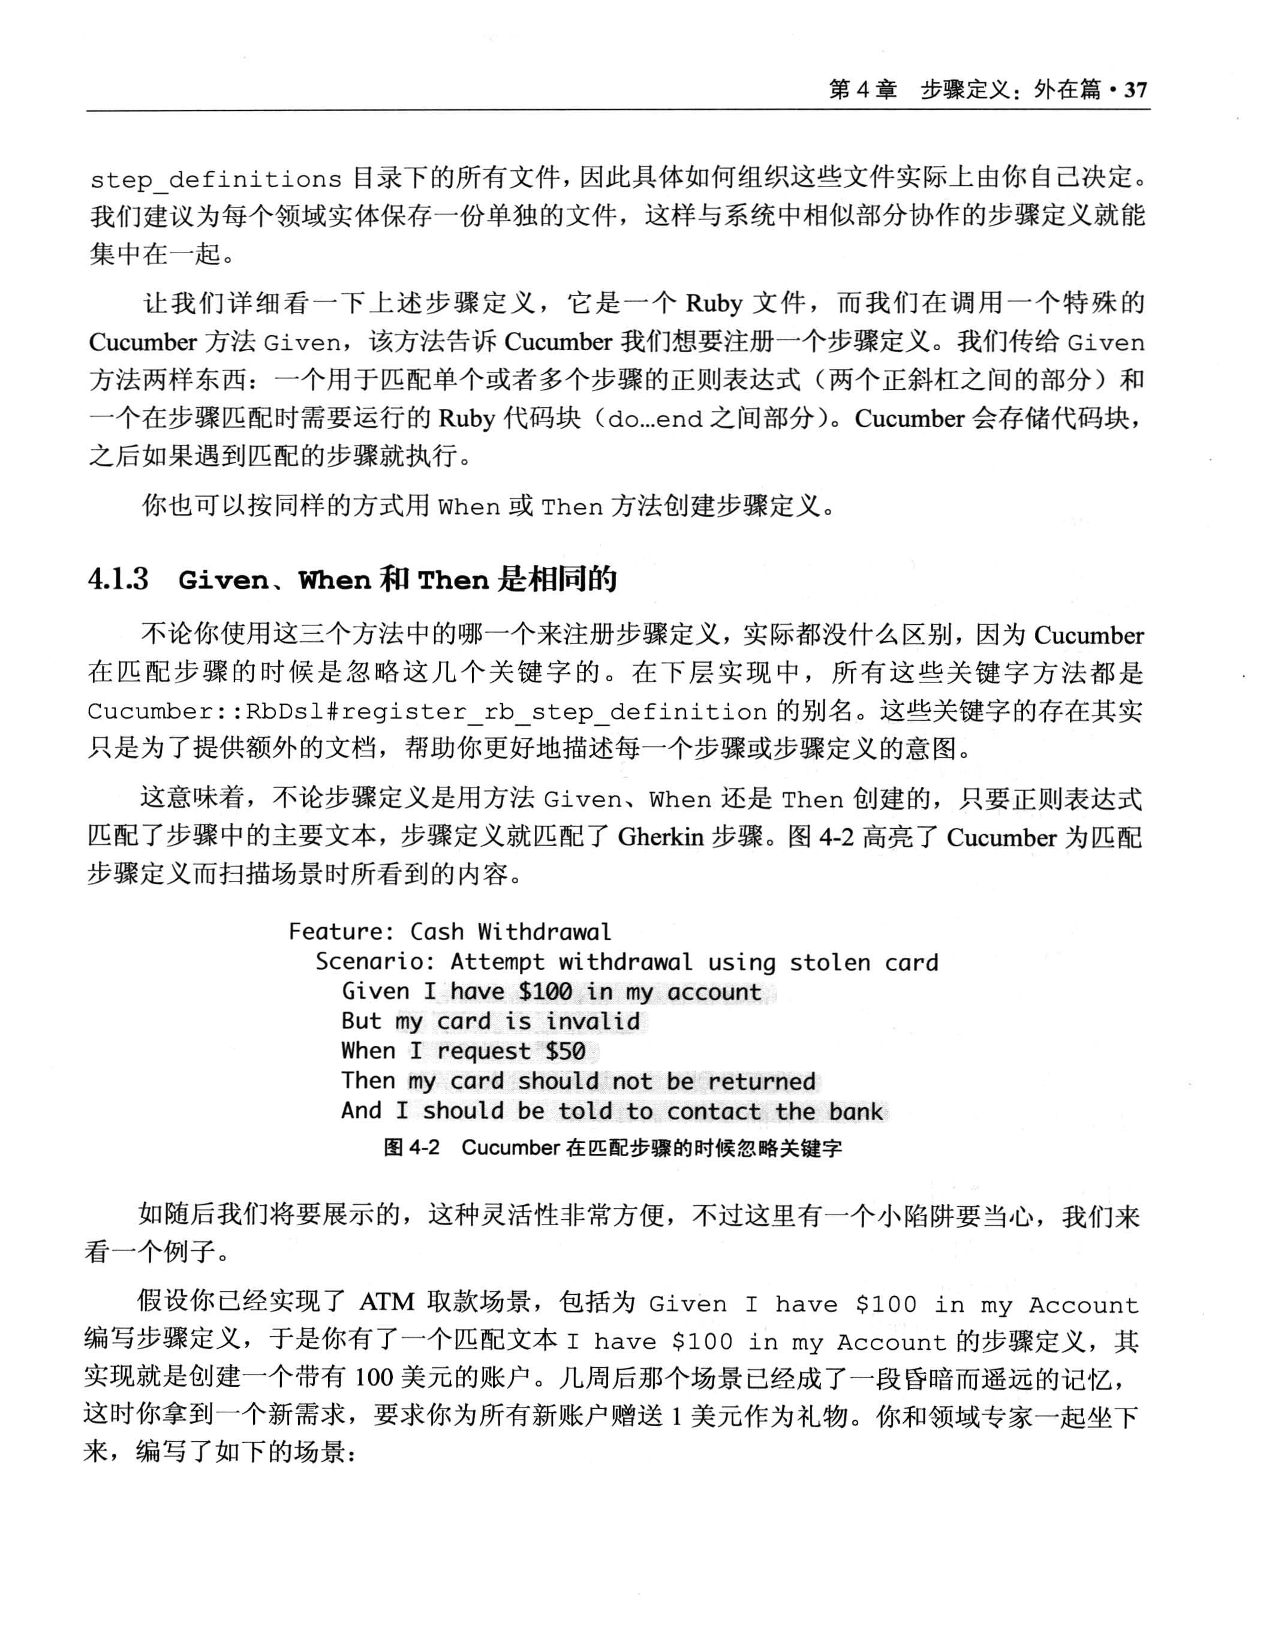 第 4 章　步骤定义：外在篇 • 37
step_definitions 目录下的所有文件，因此具体如何组织这些文件实际上由你自己决定。
我们建议为每个领域实体保存一份单独的文件，这样与系统中相似部分协作的步骤定义就能
集中在一起。
让我们详细看一下上述步骤定义，它是一个 Ruby 文件，而我们在调用一个特殊的
Cucumber 方法 Given，该方法告诉 Cucumber 我们想要注册一个步骤定义。我们传给 Given
方法两样东西：一个用于匹配单个或者多个步骤的正则表达式（两个正斜杠之间的部分）和
一个在步骤匹配时需要运行的 Ruby 代码块（do…end 之间部分）。Cucumber 会存储代码块，
之后如果遇到匹配的步骤就执行。
你也可以按同样的方式用 When 或 Then 方法创建步骤定义。
4.1.3　Given、When 和 Then 是相同的
不论你使用这三个方法中的哪一个来注册步骤定义，实际都没什么区别，因为 Cucumber
在匹配步骤的时候是忽略这几个关键字的。在下层实现中，所有这些关键字方法都是
Cucumber::RbDsl#register_rb_step_definition 的别名。这些关键字的存在其实
只是为了提供额外的文档，帮助你更好地描述每一个步骤或步骤定义的意图。
这意味着，不论步骤定义是用方法 Given、When 还是 Then 创建的，只要正则表达式
匹配了步骤中的主要文本，步骤定义就匹配了 Gherkin 步骤。图 4-2 高亮了 Cucumber 为匹配
步骤定义而扫描场景时所看到的内容。
Feature: Cash Withdrawal
Scenario: Attempt withdrawal using stolen card
Given I have $100 in my account
But my card is invalid
When I request $50
Then my card should not be returned
And I should be told to contact the bank
图 4-2　Cucumber 在匹配步骤的时候忽略关键字
如随后我们将要展示的，这种灵活性非常方便，不过这里有一个小陷阱要当心，我们来
看一个例子。
假设你已经实现了 ATM 取款场景，包括为 Given I have $100 in my Account
编写步骤定义，于是你有了一个匹配文本 I have $100 in my Account 的步骤定义，其
实现就是创建一个带有 100 美元的账户。几周后那个场景已经成了一段昏暗而遥远的记忆，
这时你拿到一个新需求，要求你为所有新账户赠送 1 美元作为礼物。你和领域专家一起坐下
来，编写了如下的场景：